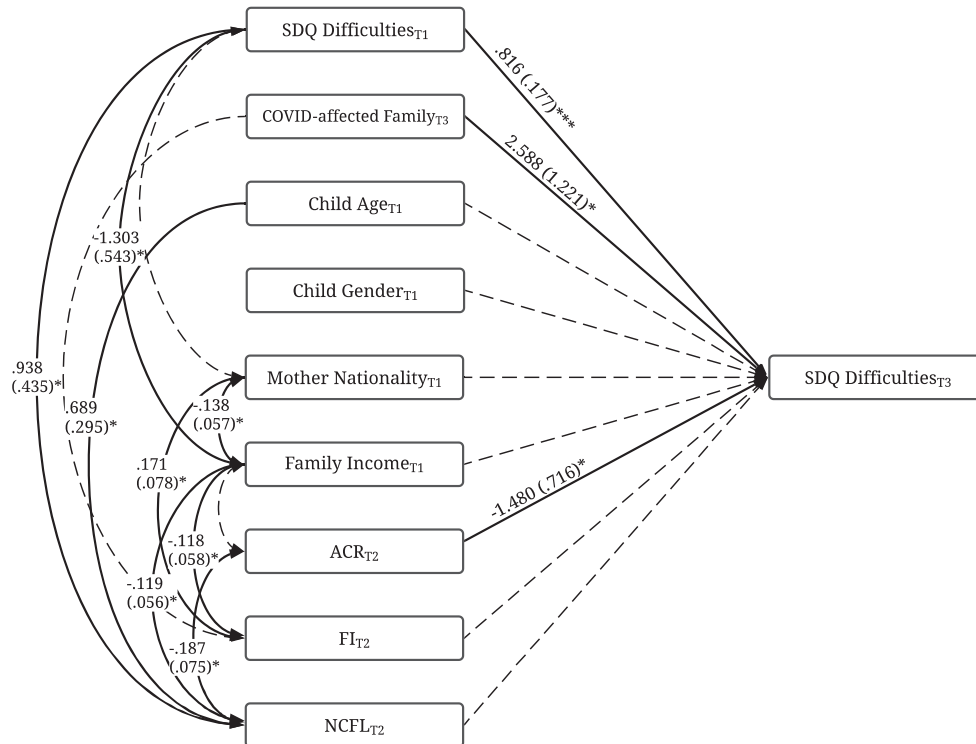 SDQ DifficultiesT1
.816 (.177)***
COVID-affected FamilyT3
2.588 (1.221)*
Child AgeT1
-1.303
(.543)*
Child GenderT1
Mother NationalityT1
SDQ DifficultiesT3
.938
(.435)*
.689
(.295)*
-.138
(.057)*
Family IncomeT1
.171
(.078)*
-1.480 (.716)*
ACRT2
-.118
(.058)*
-.119
(.056)*
FIT2
-.187
(.075)*
NCFLT2